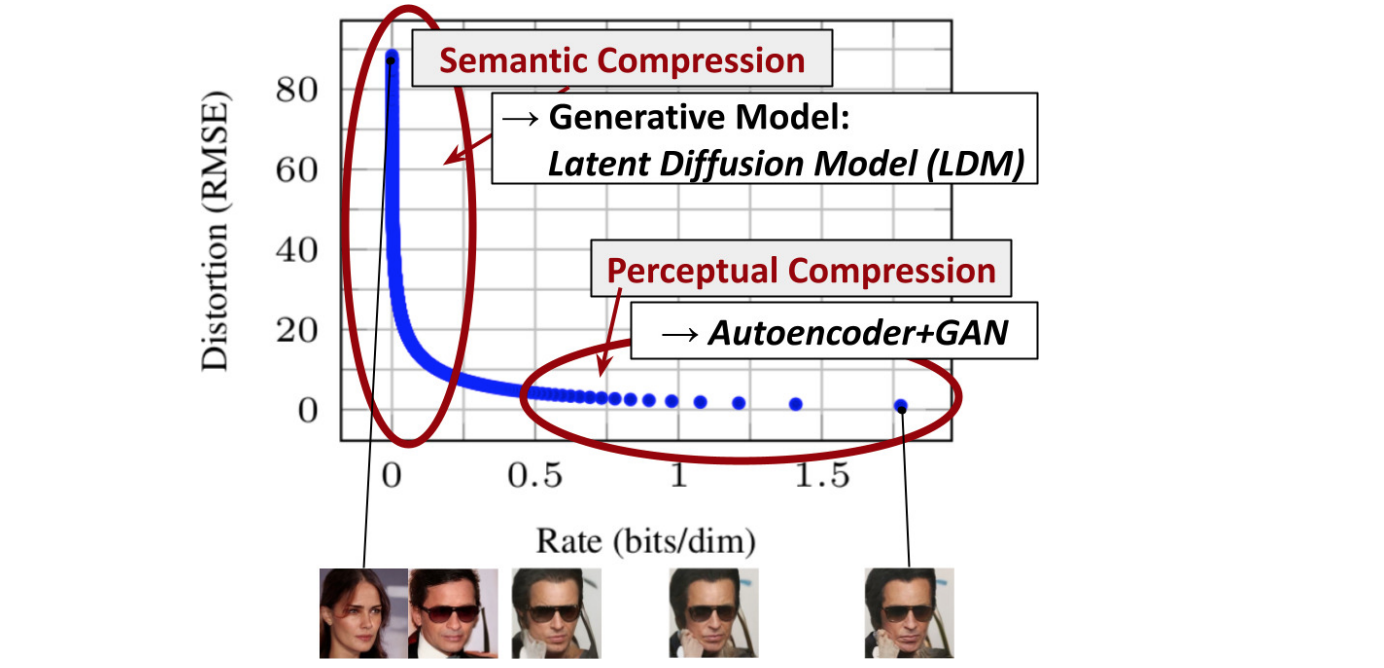 Semantic Compression
→ Generative Model:
Latent Diffusion Model (LDM)
Perceptual Compression
→ Autoencoder+GAN
Distortion (RMSE)
80
60
40
20
0
0 0.5 1 1.5
Rate (bits/dim)